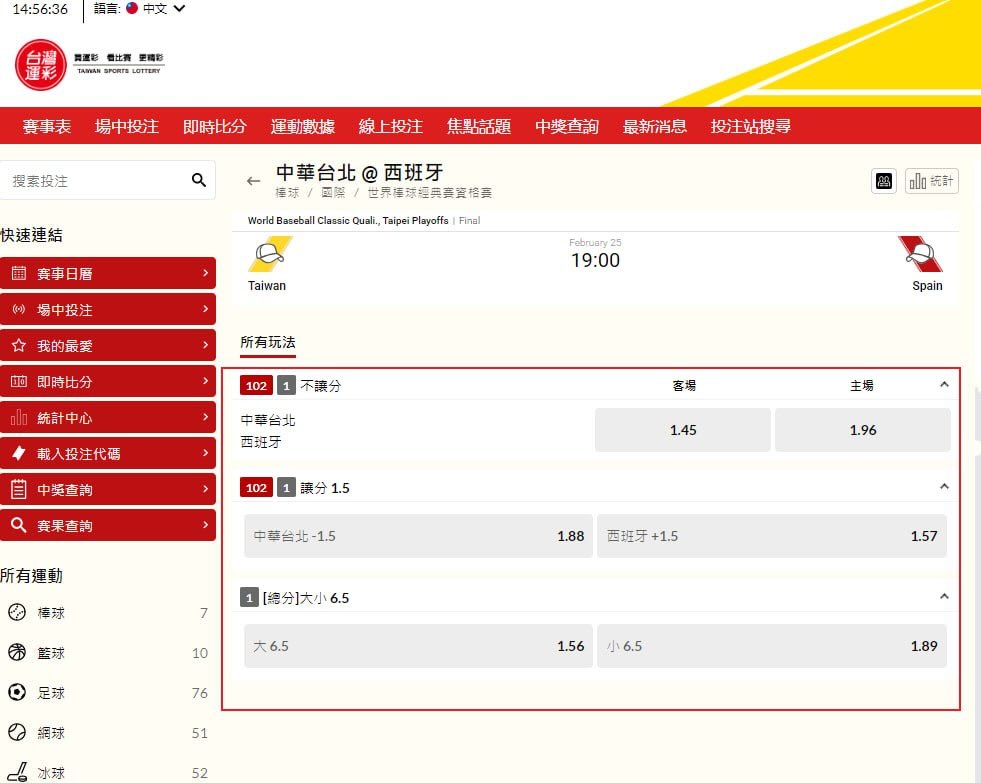 14:56:36 語言: 中文
台灣運彩
買運彩 看比賽 更精彩
TAIWAN SPORTS LOTTERY
賽事表 場中投注 即時比分 運動數據 線上投注 焦點話題 中獎查詢 最新消息 投注站搜尋
搜索投注
快速連結
賽事日曆
場中投注
我的最愛
即時比分
統計中心
載入投注代碼
中獎查詢
賽果查詢
所有運動
棒球 7
籃球 10
足球 76
網球 51
冰球 52
← 中華台北 @ 西班牙
棒球 / 國際 / 世界棒球經典賽資格賽
統計
World Baseball Classic Quali., Taipei Playoffs | Final
February 25
19:00
Taiwan Spain
所有玩法
102 1 不讓分 客場 主場
中華台北
西班牙
1.45 1.96
102 1 讓分 1.5
中華台北 -1.5 1.88 西班牙 +1.5 1.57
1 [總分]大小 6.5
大 6.5 1.56 小 6.5 1.89